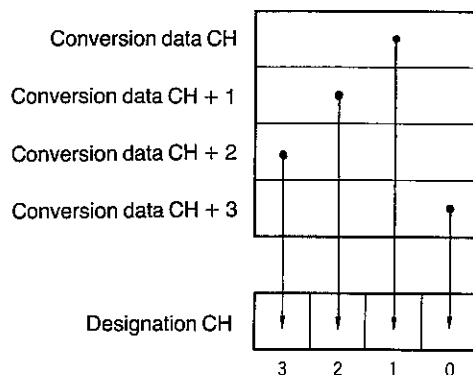 Conversion data CH
Conversion data CH + 1
Conversion data CH + 2
Conversion data CH + 3
Designation CH
3 2 1 0